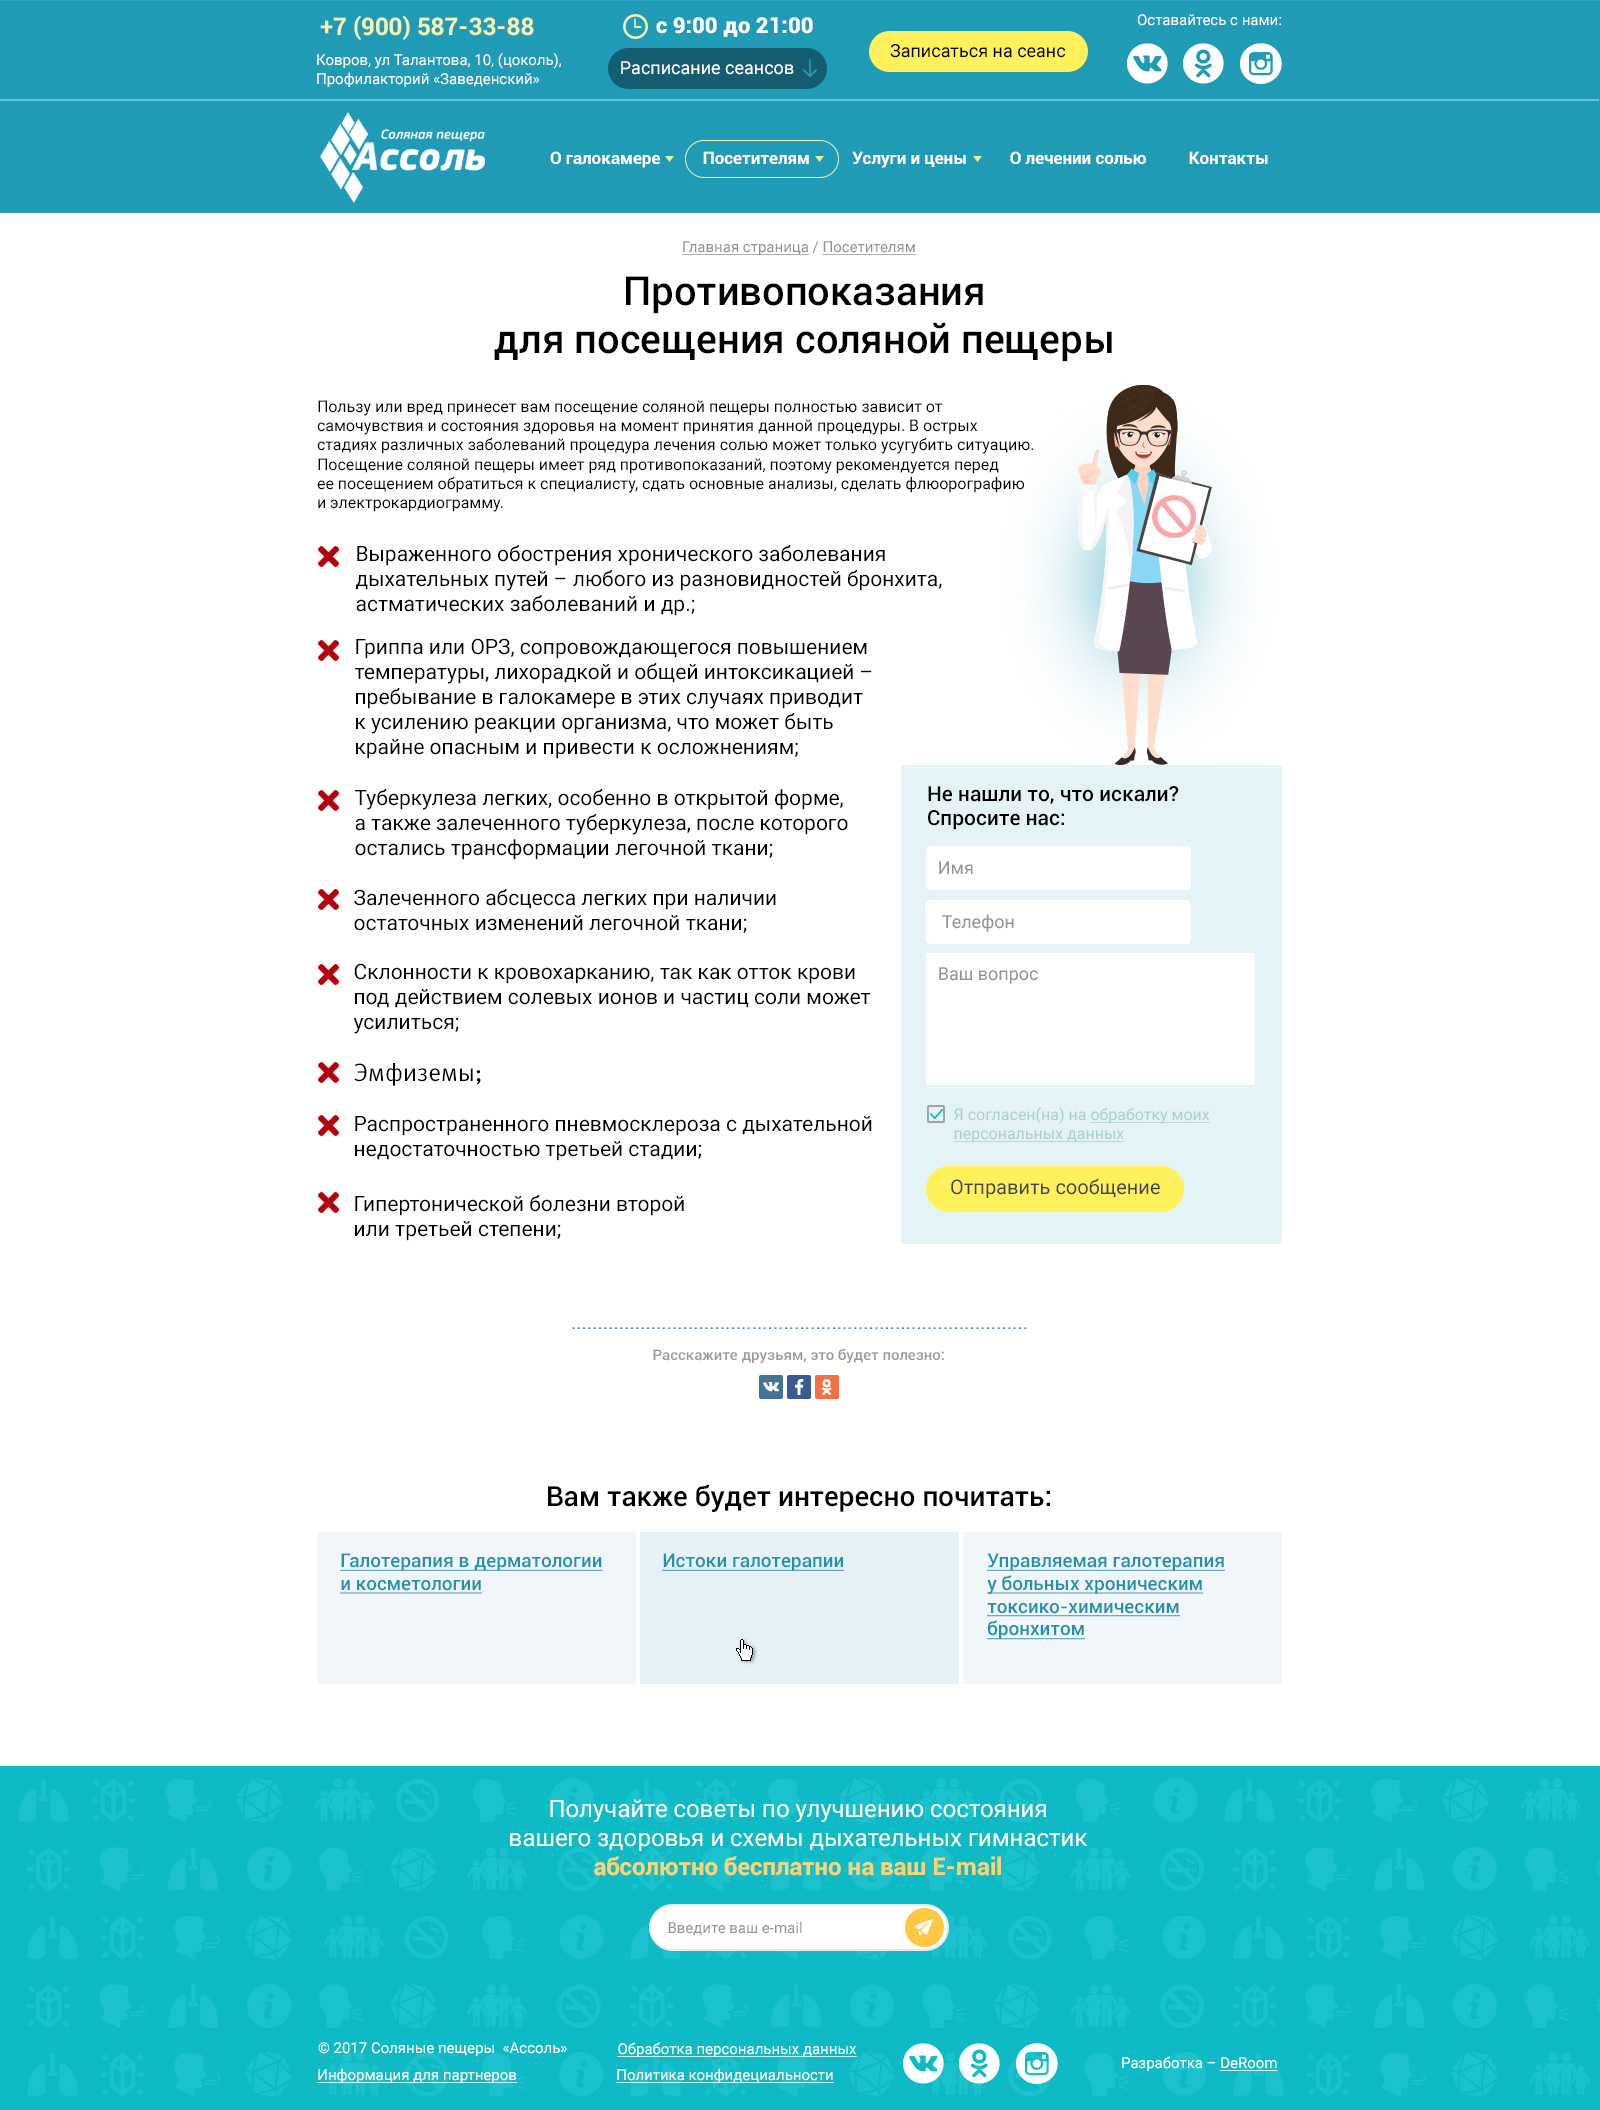 +7 (900) 587-33-88
Ковров, ул Талантова, 10, (цоколь),
Профилакторий «Заведенский»
с 9:00 до 21:00
Расписание сеансов
Записаться на сеанс
Оставайтесь с нами:
Соляная пещера
Ассоль
О галокамере
Посетителям
Услуги и цены
О лечении солью
Контакты
Главная страница / Посетителям
Противопоказания
для посещения соляной пещеры
Пользу или вред принесет вам посещение соляной пещеры полностью зависит от
самочувствия и состояния здоровья на момент принятия данной процедуры. В острых
стадиях различных заболеваний процедура лечения солью может только усугубить ситуацию.
Посещение соляной пещеры имеет ряд противопоказаний, поэтому рекомендуется перед
ее посещением обратиться к специалисту, сдать основные анализы, сделать флюорографию
и электрокардиограмму.
Выраженного обострения хронического заболевания
дыхательных путей – любого из разновидностей бронхита,
астматических заболеваний и др.;
Гриппа или ОРЗ, сопровождающегося повышением
температуры, лихорадкой и общей интоксикацией –
пребывание в галокамере в этих случаях приводит
к усилению реакции организма, что может быть
крайне опасным и привести к осложнениям;
Туберкулеза легких, особенно в открытой форме,
а также залеченного туберкулеза, после которого
остались трансформации легочной ткани;
Залеченного абсцесса легких при наличии
остаточных изменений легочной ткани;
Склонности к кровохарканию, так как отток крови
под действием солевых ионов и частиц соли может
усилиться;
Эмфиземы;
Распространенного пневмосклероза с дыхательной
недостаточностью третьей стадии;
Гипертонической болезни второй
или третьей степени;
Не нашли то, что искали?
Спросите нас:
Имя
Телефон
Ваш вопрос
Я согласен(на) на обработку моих
персональных данных
Отправить сообщение
Расскажите друзьям, это будет полезно:
Вам также будет интересно почитать:
Галотерапия в дерматологии
и косметологии
Истоки галотерапии
Управляемая галотерапия
у больных хроническим
токсико-химическим
бронхитом
Получайте советы по улучшению состояния
вашего здоровья и схемы дыхательных гимнастик
абсолютно бесплатно на ваш E-mail
Введите ваш e-mail
© 2017 Соляные пещеры «Ассоль»
Информация для партнеров
Обработка персональных данных
Политика конфидециальности
Разработка – DeRoom